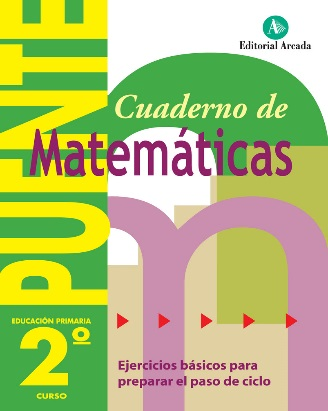 Editorial Arcada
PUENTE
Cuaderno de
Matemáticas
EDUCACIÓN PRIMARIA
2º
CURSO
Ejercicios básicos para
preparar el paso de ciclo